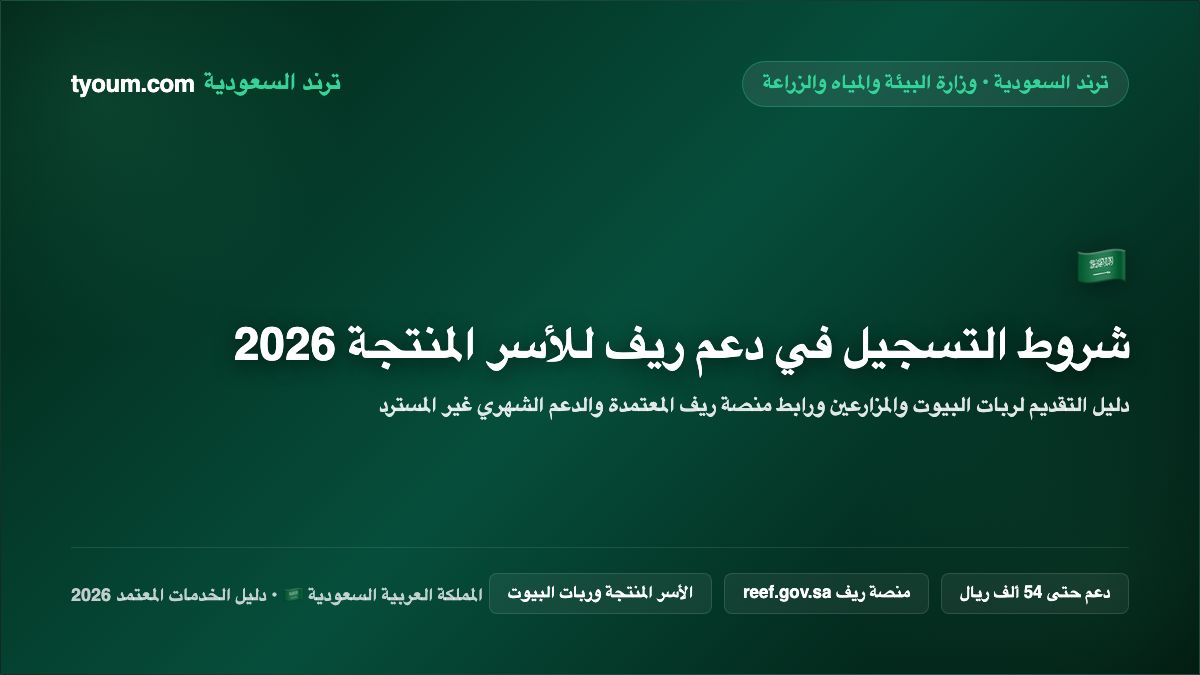 ترند السعودية • وزارة البيئة والمياه والزراعة
ترند السعودية tyoum.com
شروط التسجيل في دعم ريف للأسر المنتجة 2026
دليل التقديم لربات البيوت والمزارعين ورابط منصة ريف المعتمدة والدعم الشهري غير المسترد
دعم حتى 54 ألف ريال
منصة ريف reef.gov.sa
الأسر المنتجة وربات البيوت
المملكة العربية السعودية 🇸🇦 • دليل الخدمات المعتمد 2026